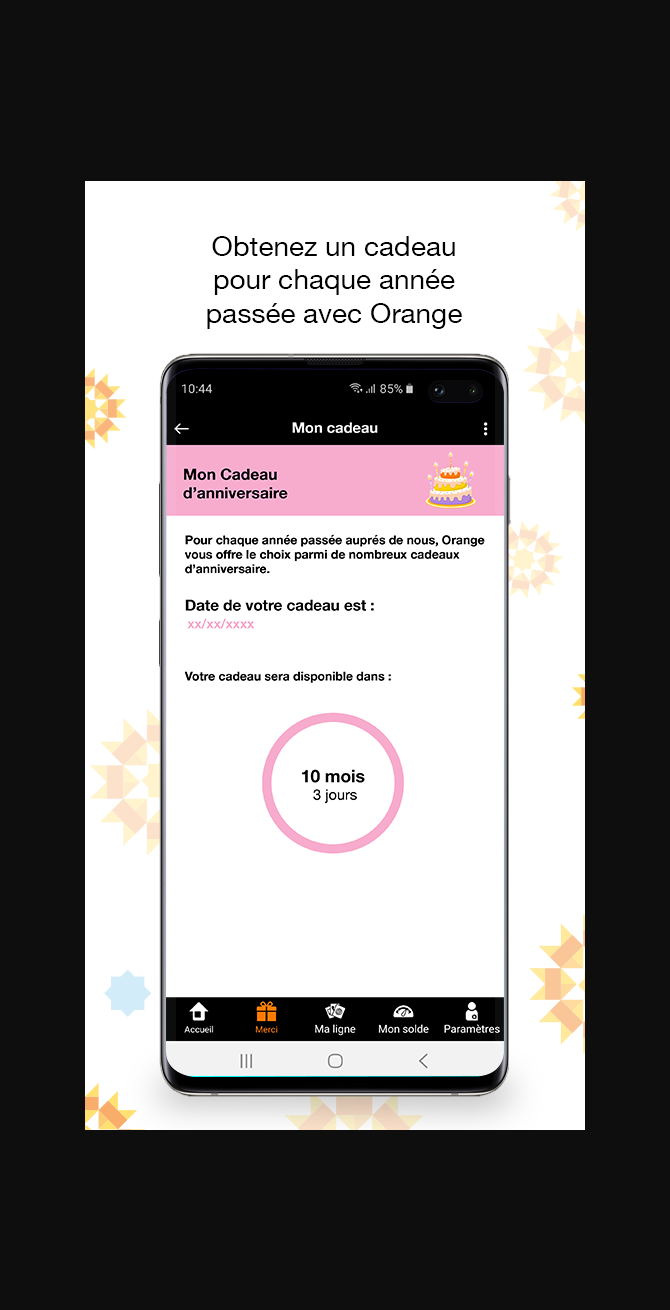 Obtenez un cadeau
pour chaque année
passée avec Orange
10:44
85%
Mon cadeau
Mon Cadeau
d'anniversaire
Pour chaque année passée auprés de nous, Orange
vous offre le choix parmi de nombreux cadeaux
d'anniversaire.
Date de votre cadeau est :
xx/xx/xxxx
Votre cadeau sera disponible dans :
10 mois
3 jours
Accueil
Merci
Ma ligne
Mon solde
Paramètres